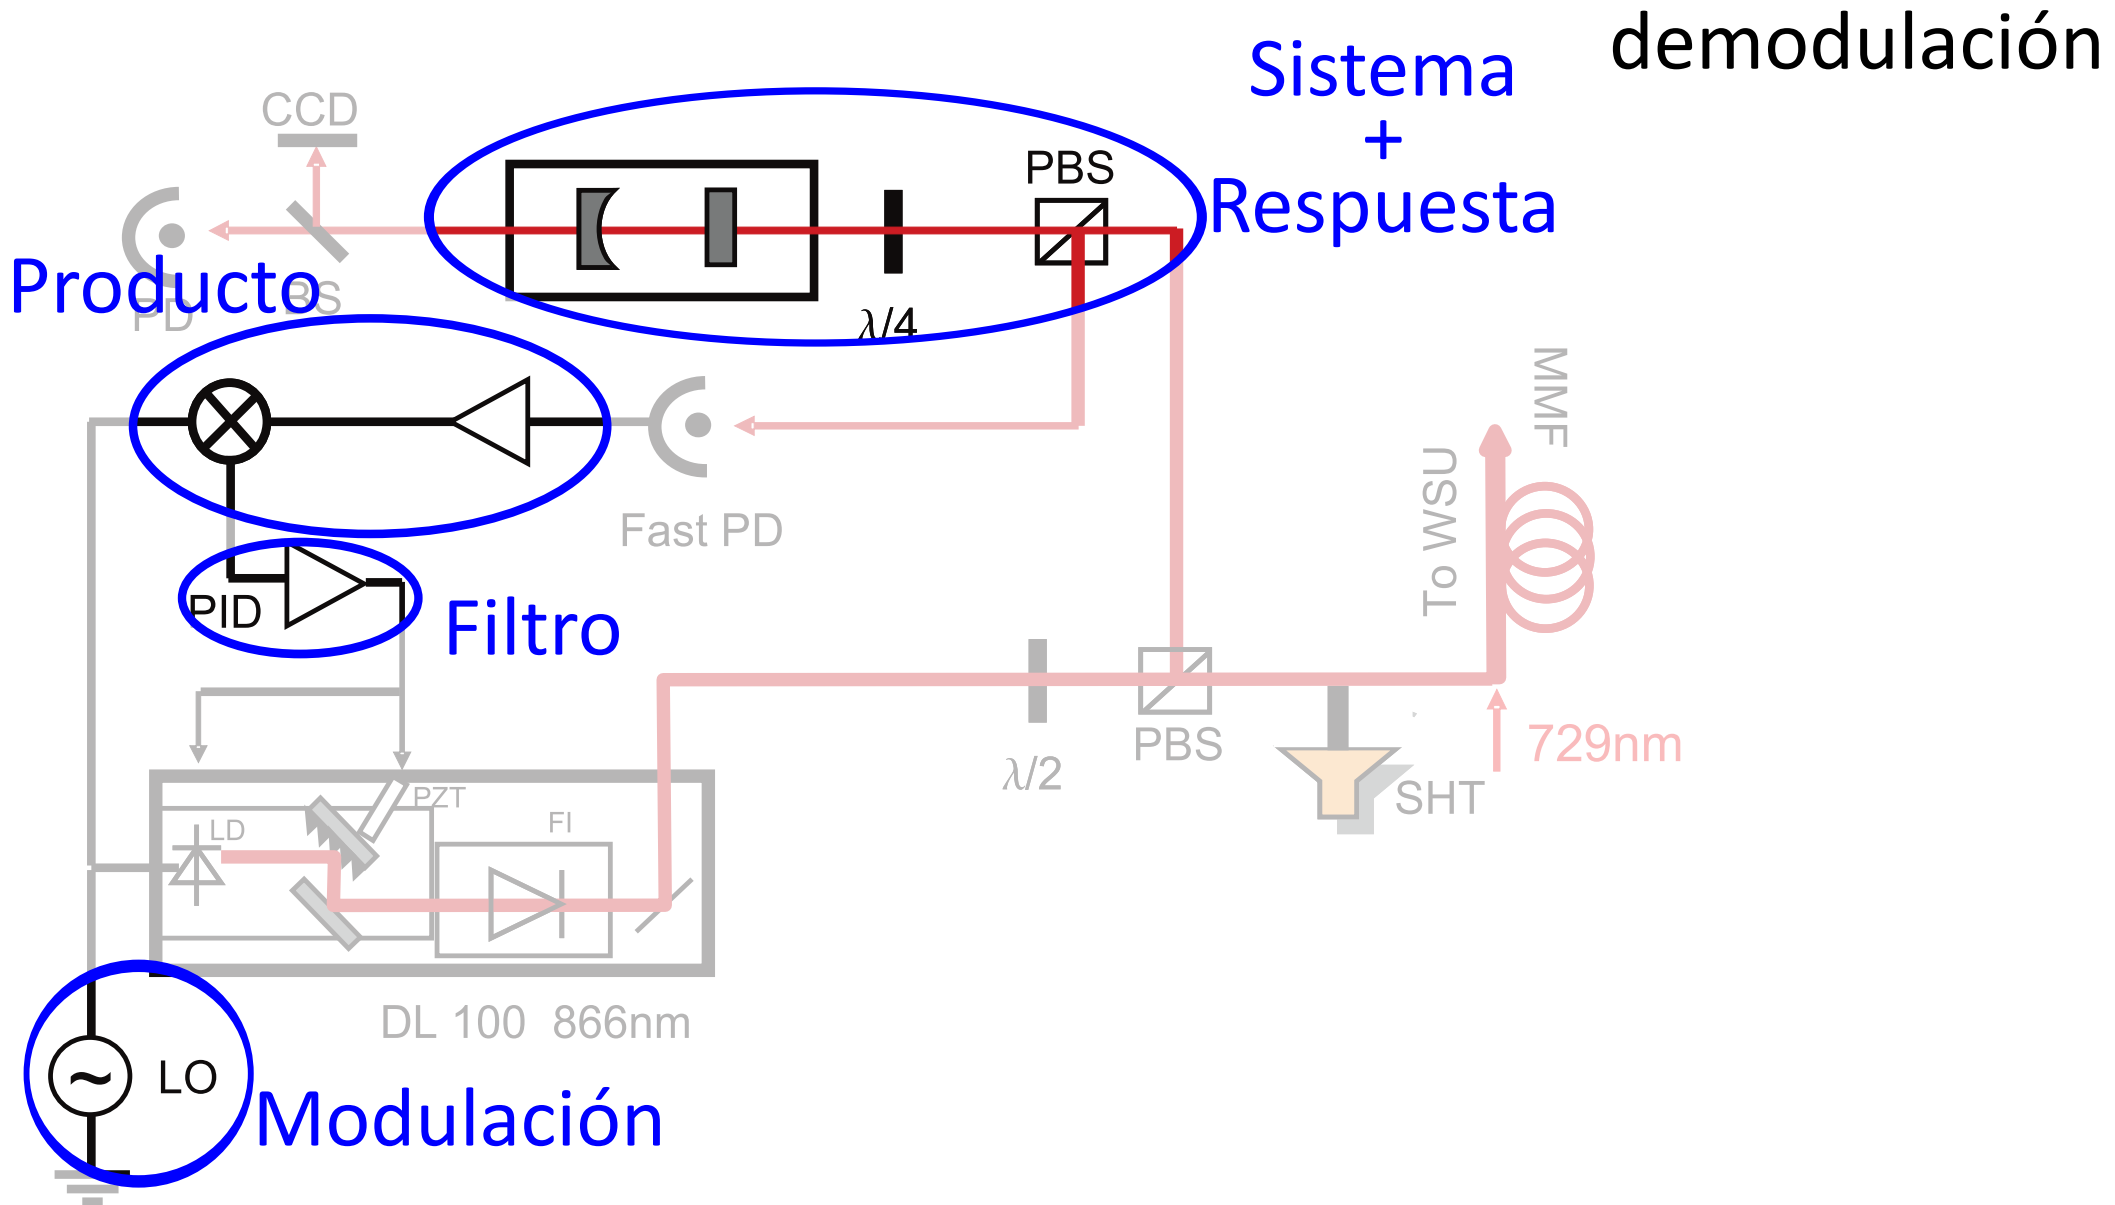 demodulación
Sistema
+
Respuesta
CCD
PBS
Producto
PD
BS
λ/4
MMF
To WSU
Fast PD
PID
Filtro
λ/2
PBS
729nm
SHT
PZT
LD
FI
DL 100 866nm
~
LO
Modulación